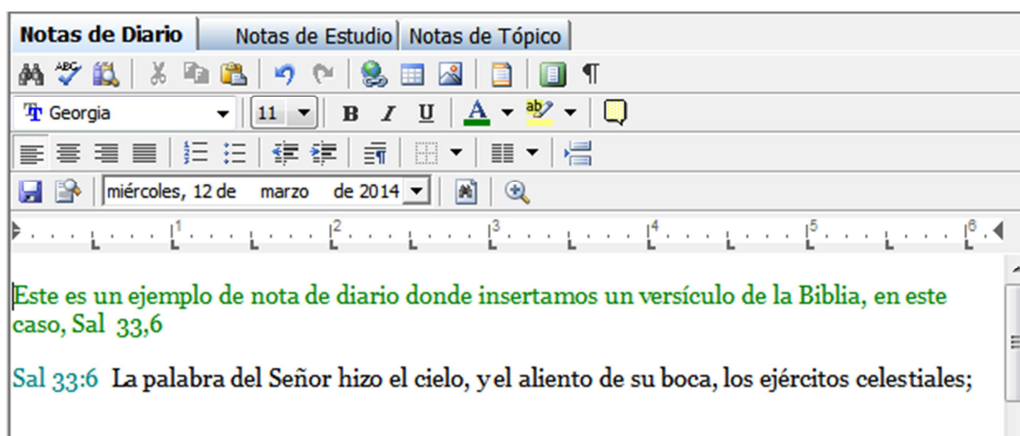 Notas de Diario Notas de Estudio Notas de Tópico
ABC
Georgia 11 B I U A ab
miércoles, 12 de marzo de 2014
1 2 3 4 5 6
Este es un ejemplo de nota de diario donde insertamos un versículo de la Biblia, en este
caso, Sal 33,6
Sal 33:6 La palabra del Señor hizo el cielo, y el aliento de su boca, los ejércitos celestiales;